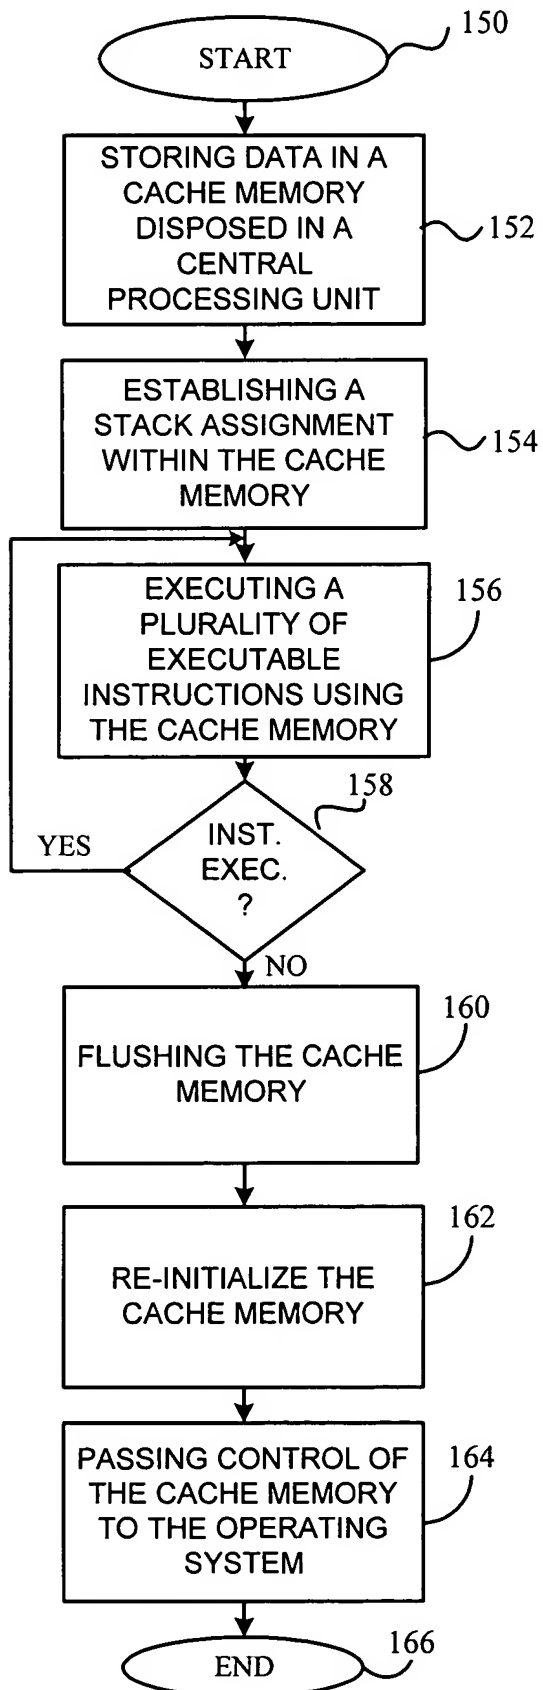 START
150
STORING DATA IN A
CACHE MEMORY
DISPOSED IN A
CENTRAL
PROCESSING UNIT
152
ESTABLISHING A
STACK ASSIGNMENT
WITHIN THE CACHE
MEMORY
154
EXECUTING A
PLURALITY OF
EXECUTABLE
INSTRUCTIONS USING
THE CACHE MEMORY
156
INST.
EXEC.
?
158
YES
NO
FLUSHING THE CACHE
MEMORY
160
RE-INITIALIZE THE
CACHE MEMORY
162
PASSING CONTROL OF
THE CACHE MEMORY
TO THE OPERATING
SYSTEM
164
END
166